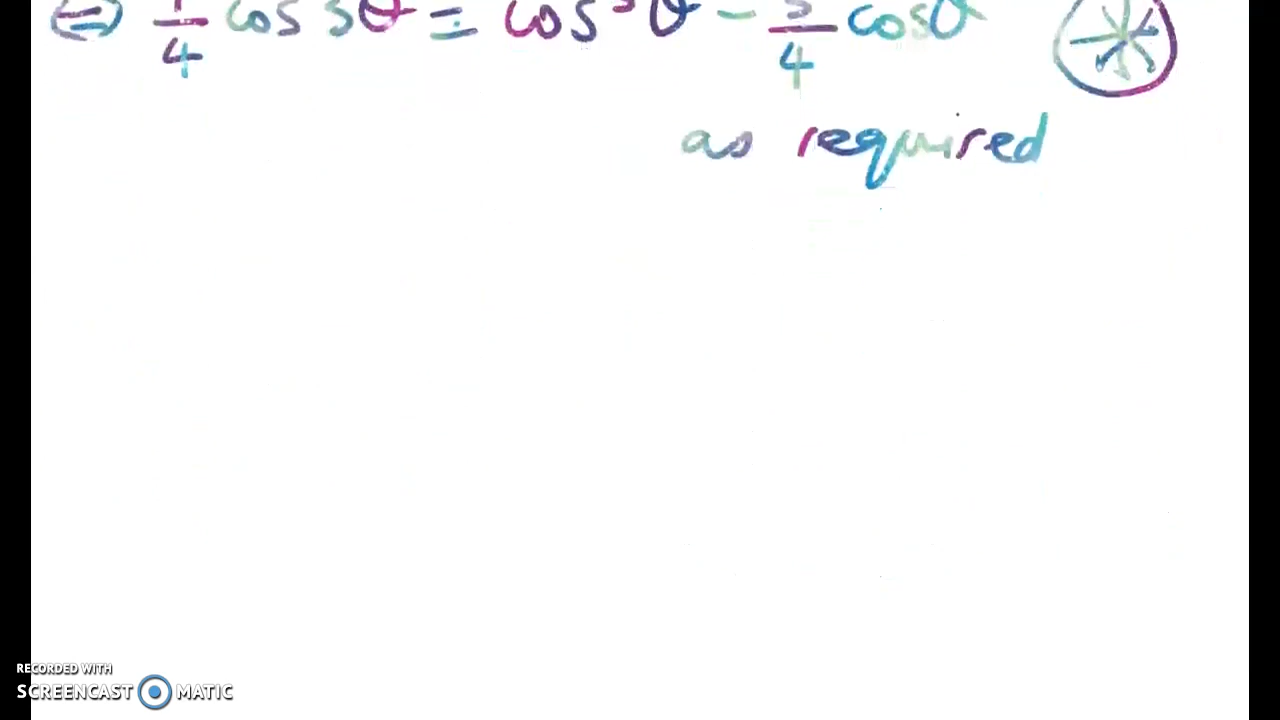 ⇔ 1/4 cos 3θ ≡ cos³θ − 3/4 cosθ
as required
RECORDED WITH
SCREENCAST MATIC